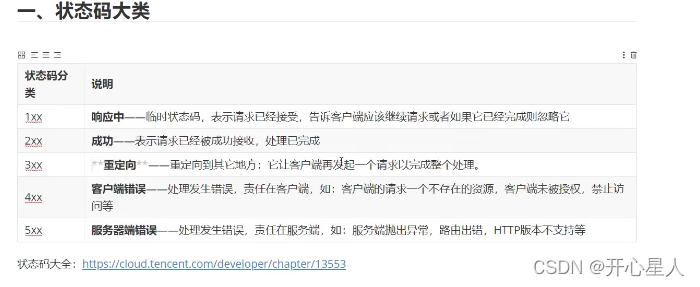 一、状态码大类
状态码分
类
说明
1xx
响应中——临时状态码，表示请求已经接受，告诉客户端应该继续请求或者如果它已经完成则忽略它
2xx
成功——表示请求已经被成功接收，处理已完成
3xx
**重定向**——重定向到其它地方：它让客户端再发起一个请求以完成整个处理。
4xx
客户端错误——处理发生错误，责任在客户端，如：客户端的请求一个不存在的资源，客户端未被授权，禁止访
问等
5xx
服务器端错误——处理发生错误，责任在服务端，如：服务端抛出异常，路由出错，HTTP版本不支持等
状态码大全：https://cloud.tencent.com/developer/chapter/13553
CSDN @开心星人